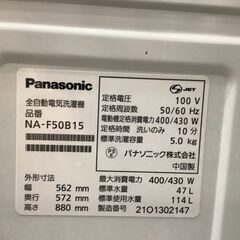 Panasonic
全自動電気洗濯機
品番
NA-F50B15
外形寸法
幅 562 mm
奥行 572 mm
高さ 880 mm
JET
定格電圧 100 V
定格周波数 50/60 Hz
電動機定格消費電力 400/430 W
定格時間 洗いのみ 10 分
標準洗濯容量 5.0 kg
パナソニック株式会社
中国製
最大消費電力 400/430 W
標準水量 47 L
標準使用水量 114 L
製造番号 21O1302147